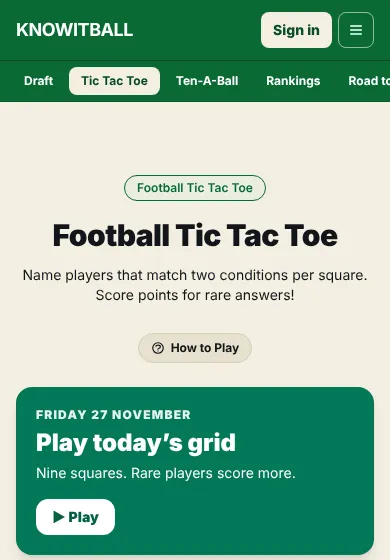 KNOWITBALL
Sign in
Draft
Tic Tac Toe
Ten-A-Ball
Rankings
Road to
Football Tic Tac Toe
Football Tic Tac Toe
Name players that match two conditions per square.
Score points for rare answers!
How to Play
FRIDAY 27 NOVEMBER
Play today’s grid
Nine squares. Rare players score more.
Play